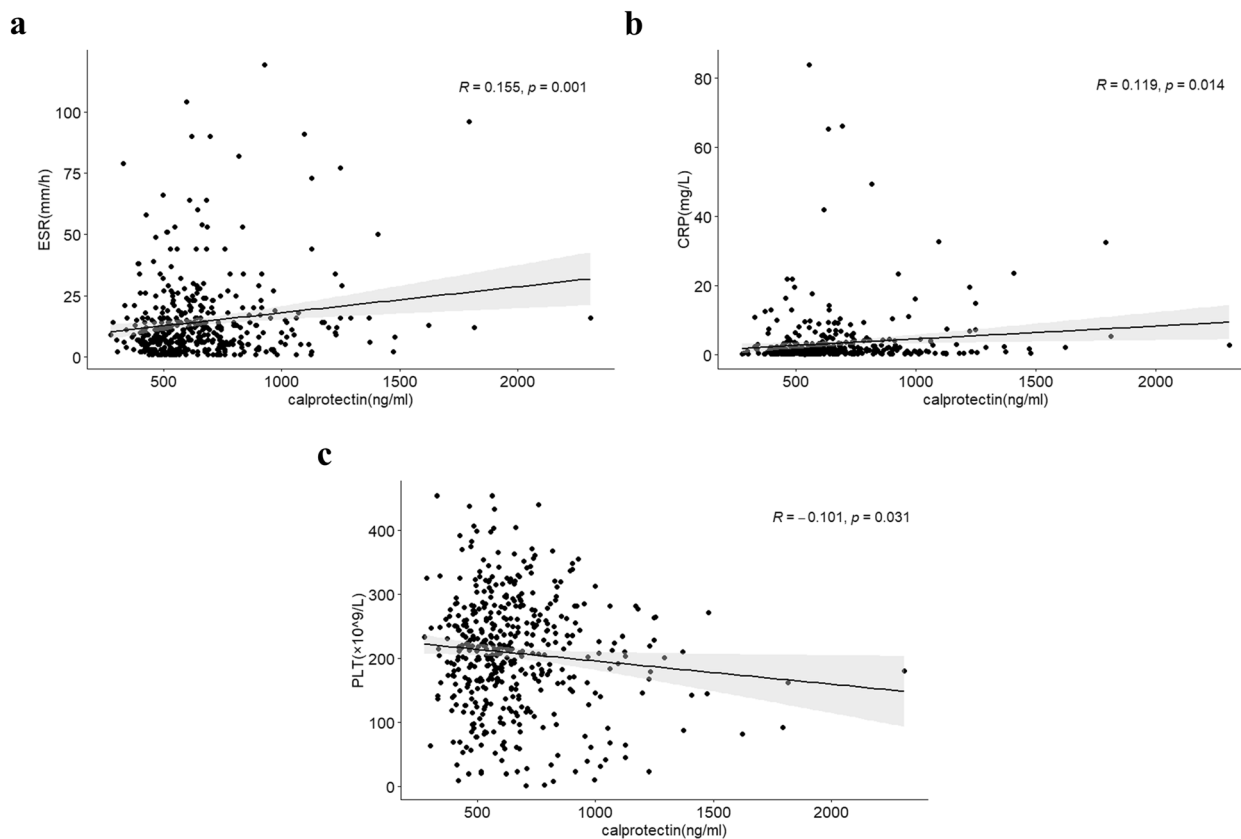 a
R = 0.155, p = 0.001
ESR(mm/h)
100
75
50
25
0
500 1000 1500 2000
calprotectin(ng/ml)
b
R = 0.119, p = 0.014
CRP(mg/L)
80
60
40
20
0
500 1000 1500 2000
calprotectin(ng/ml)
c
R = −0.101, p = 0.031
PLT(×10^9/L)
400
300
200
100
0
500 1000 1500 2000
calprotectin(ng/ml)